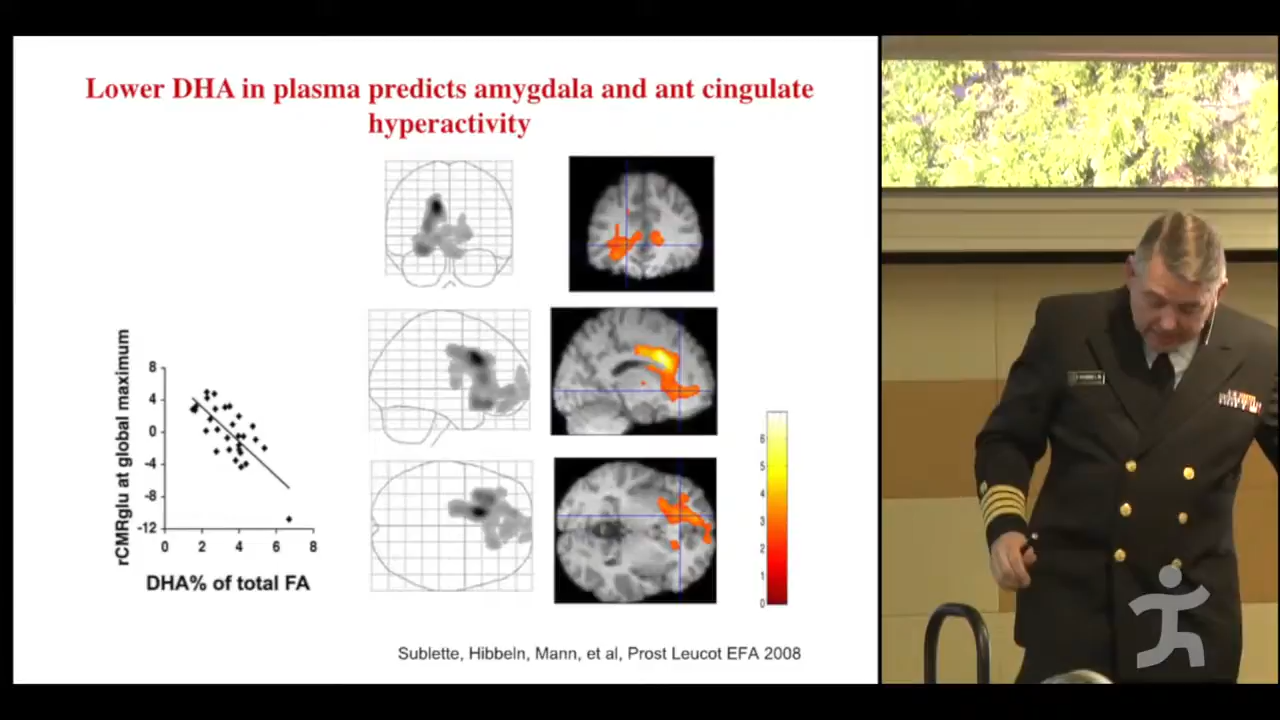 Lower DHA in plasma predicts amygdala and ant cingulate
hyperactivity
rCMRglu at global maximum
8
4
0
-4
-8
-12
0 2 4 6 8
DHA% of total FA
6
5
4
3
2
1
0
Sublette, Hibbeln, Mann, et al, Prost Leucot EFA 2008